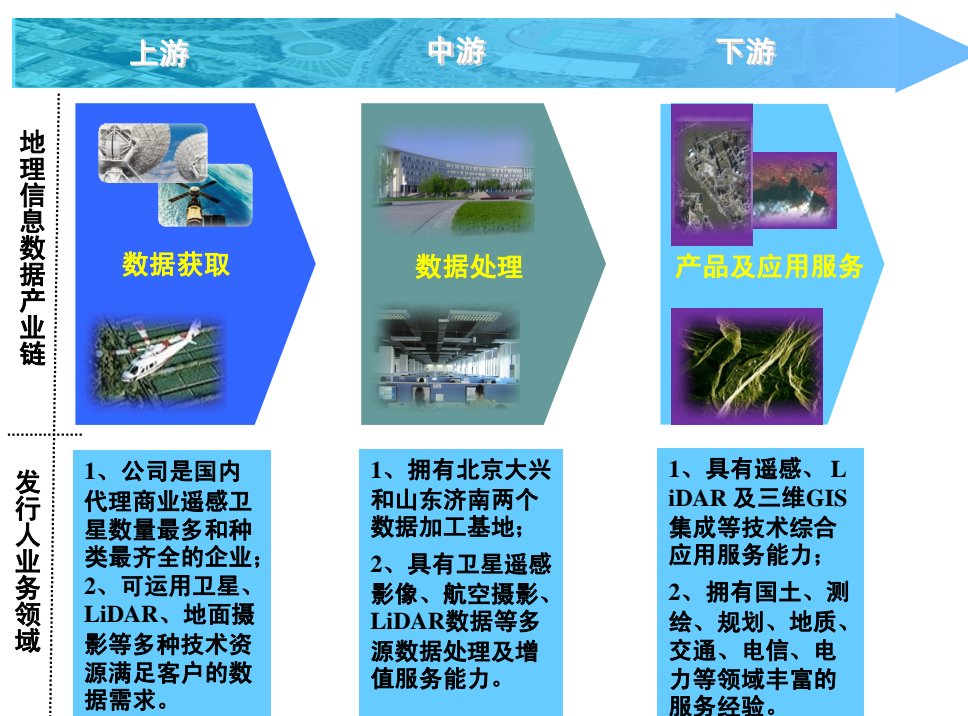 上游
中游
下游
地理信息数据产业链
数据获取
数据处理
产品及应用服务
发行人业务领域
1、公司是国内
代理商业遥感卫
星数量最多和种
类最齐全的企业；
2、可运用卫星、
LiDAR、地面摄
影等多种技术资
源满足客户的数
据需求。
1、拥有北京大兴
和山东济南两个
数据加工基地；
2、具有卫星遥感
影像、航空摄影、
LiDAR数据等多
源数据处理及增
值服务能力。
1、具有遥感、 L
iDAR 及三维GIS
集成等技术综合
应用服务能力；
2、拥有国土、测
绘、规划、地质、
交通、电信、电
力等领域丰富的
服务经验。